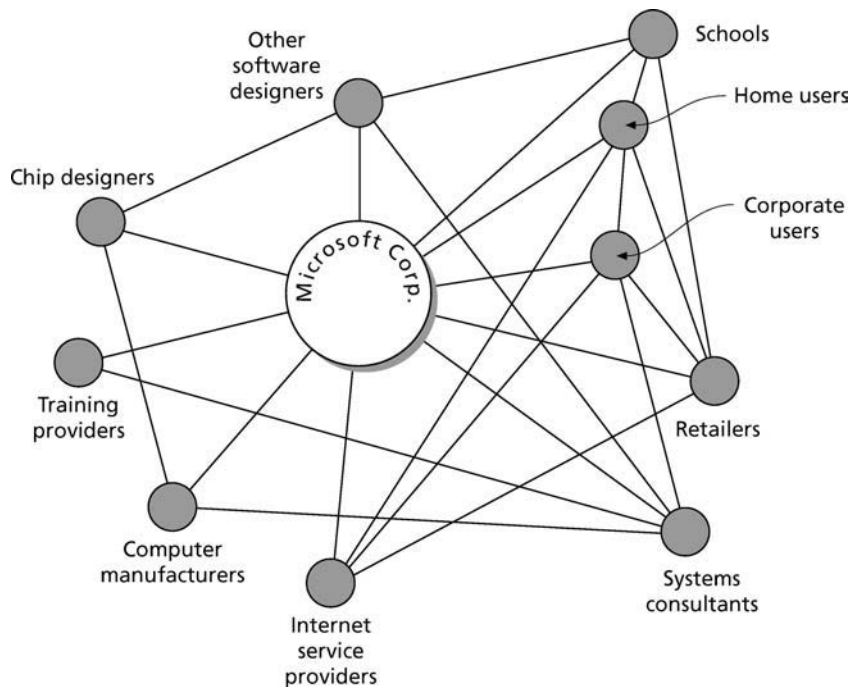 Other
software
designers
Schools
Home users
Chip designers
Corporate
users
Microsoft Corp.
Training
providers
Retailers
Computer
manufacturers
Systems
consultants
Internet
service
providers